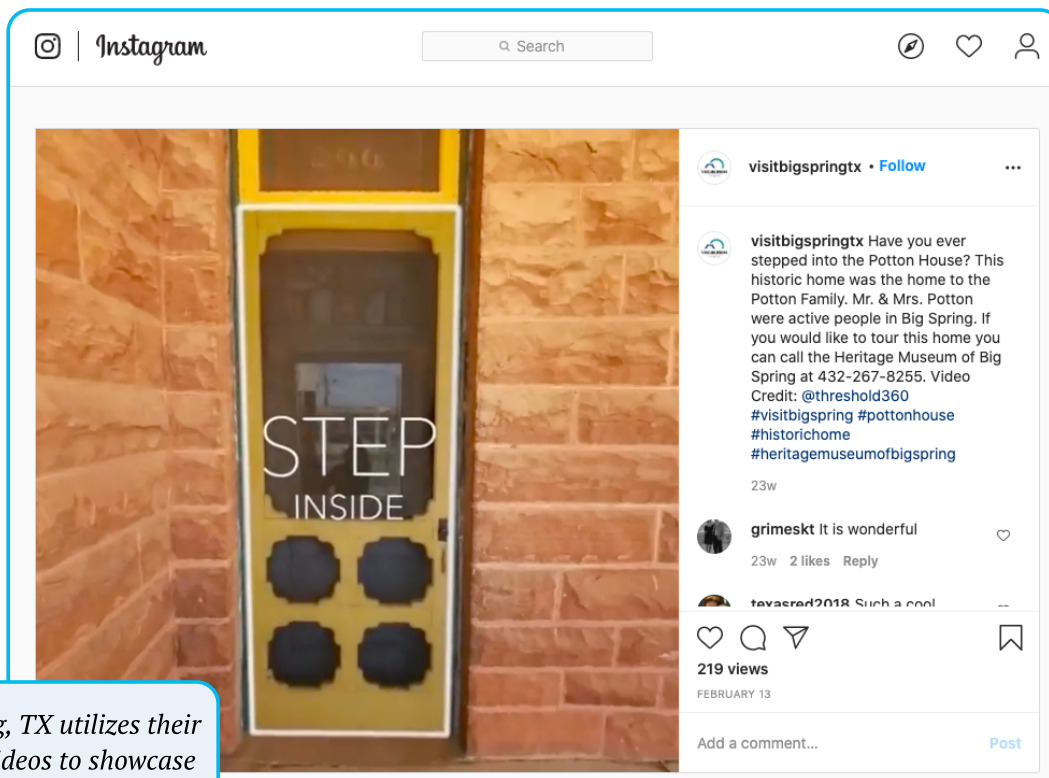 Instagram
Search
visitbigspringtx • Follow
visitbigspringtx Have you ever
stepped into the Potton House? This
historic home was the home to the
Potton Family. Mr. & Mrs. Potton
were active people in Big Spring. If
you would like to tour this home you
can call the Heritage Museum of Big
Spring at 432-267-8255. Video
Credit: @threshold360
#visitbigspring #pottonhouse
#historichome
#heritagemuseumofbigspring
23w
grimeskt It is wonderful
23w 2 likes Reply
texasred2018 Such a cool
219 views
FEBRUARY 13
Add a comment... Post
STEP
INSIDE
, TX utilizes their
to showcase